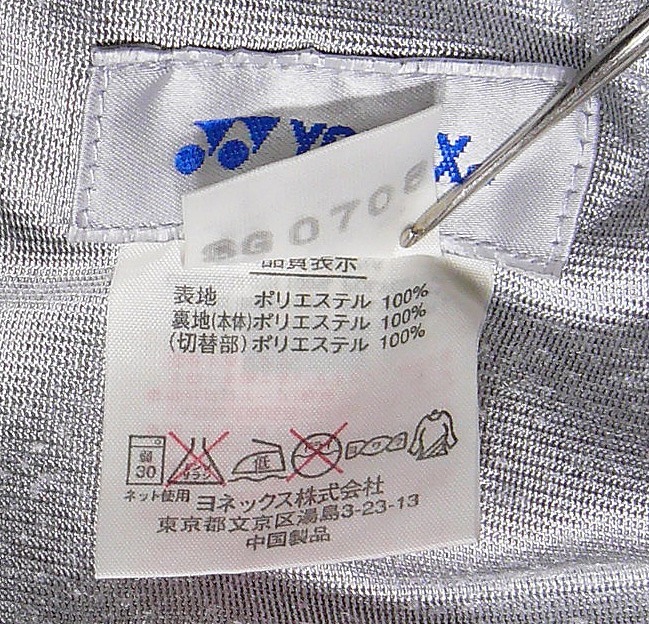 SG 0708
品質表示
表地 ポリエステル 100%
裏地(本体)ポリエステル 100%
(切替部)ポリエステル 100%
弱
30
ネット使用
低
ヨネックス株式会社
東京都文京区湯島3-23-13
中国製品